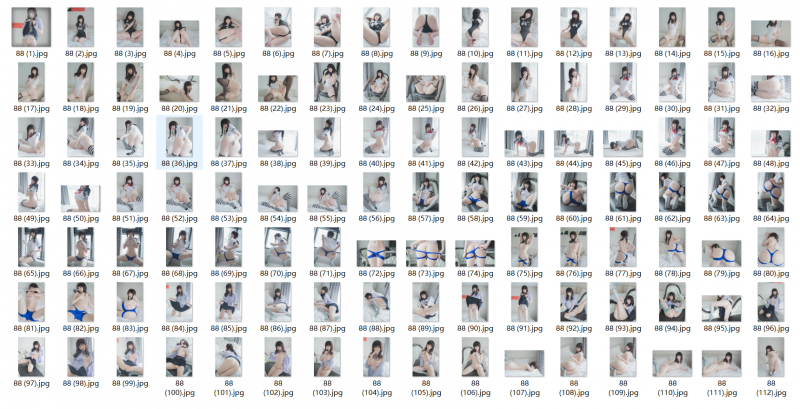 88 (1).jpg 88 (2).jpg 88 (3).jpg 88 (4).jpg 88 (5).jpg 88 (6).jpg 88 (7).jpg 88 (8).jpg 88 (9).jpg 88 (10).jpg 88 (11).jpg 88 (12).jpg 88 (13).jpg 88 (14).jpg 88 (15).jpg 88 (16).jpg
88 (17).jpg 88 (18).jpg 88 (19).jpg 88 (20).jpg 88 (21).jpg 88 (22).jpg 88 (23).jpg 88 (24).jpg 88 (25).jpg 88 (26).jpg 88 (27).jpg 88 (28).jpg 88 (29).jpg 88 (30).jpg 88 (31).jpg 88 (32).jpg
88 (33).jpg 88 (34).jpg 88 (35).jpg 88 (36).jpg 88 (37).jpg 88 (38).jpg 88 (39).jpg 88 (40).jpg 88 (41).jpg 88 (42).jpg 88 (43).jpg 88 (44).jpg 88 (45).jpg 88 (46).jpg 88 (47).jpg 88 (48).jpg
88 (49).jpg 88 (50).jpg 88 (51).jpg 88 (52).jpg 88 (53).jpg 88 (54).jpg 88 (55).jpg 88 (56).jpg 88 (57).jpg 88 (58).jpg 88 (59).jpg 88 (60).jpg 88 (61).jpg 88 (62).jpg 88 (63).jpg 88 (64).jpg
88 (65).jpg 88 (66).jpg 88 (67).jpg 88 (68).jpg 88 (69).jpg 88 (70).jpg 88 (71).jpg 88 (72).jpg 88 (73).jpg 88 (74).jpg 88 (75).jpg 88 (76).jpg 88 (77).jpg 88 (78).jpg 88 (79).jpg 88 (80).jpg
88 (81).jpg 88 (82).jpg 88 (83).jpg 88 (84).jpg 88 (85).jpg 88 (86).jpg 88 (87).jpg 88 (88).jpg 88 (89).jpg 88 (90).jpg 88 (91).jpg 88 (92).jpg 88 (93).jpg 88 (94).jpg 88 (95).jpg 88 (96).jpg
88 (97).jpg 88 (98).jpg 88 (99).jpg 88 88 88 88 88 88 88 88 88 88 88 88 88
(100).jpg (101).jpg (102).jpg (103).jpg (104).jpg (105).jpg (106).jpg (107).jpg (108).jpg (109).jpg (110).jpg (111).jpg (112).jpg